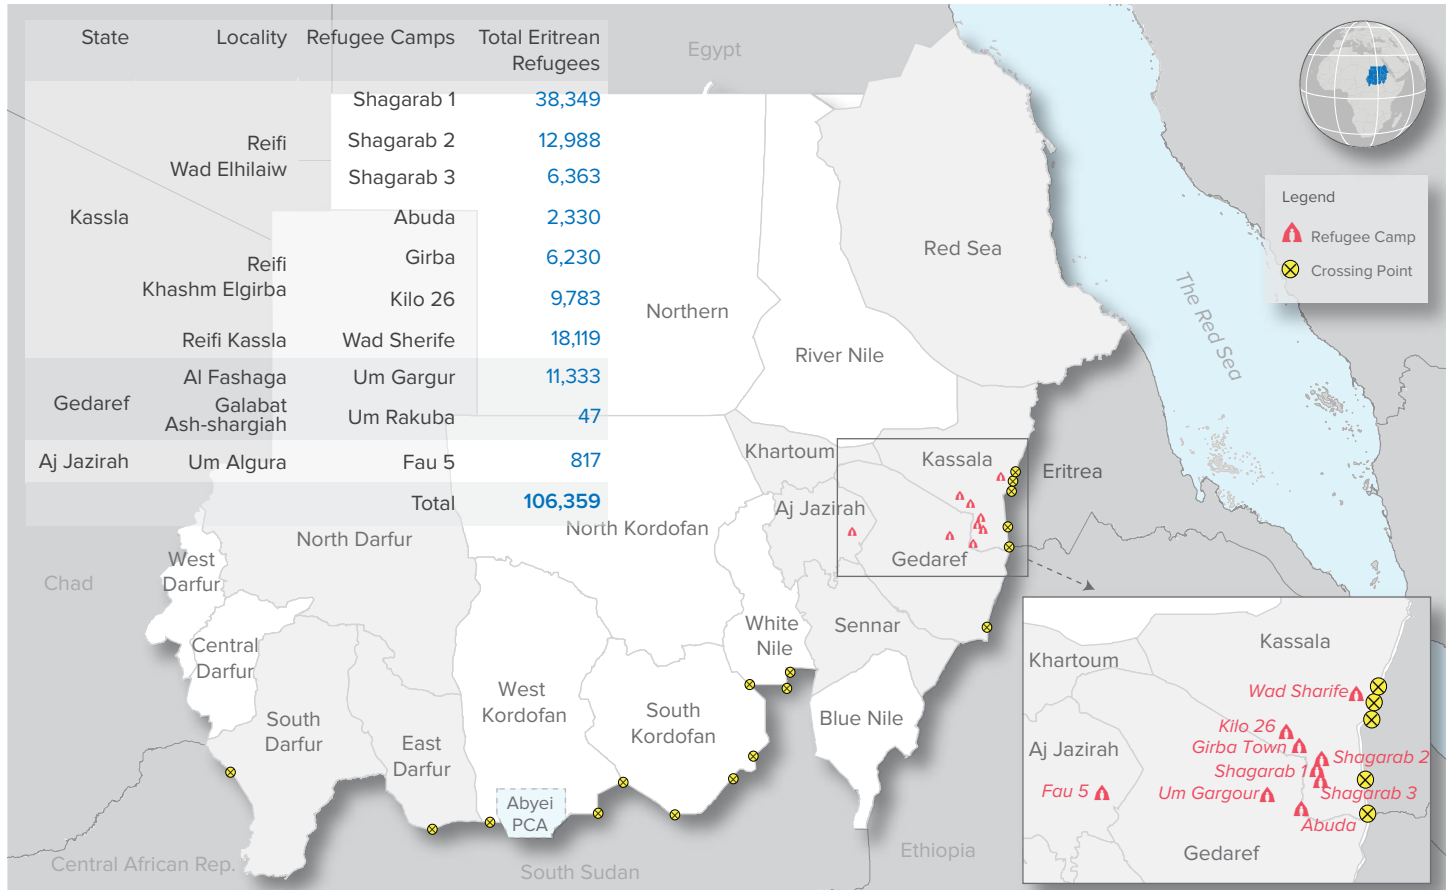 State Locality Refugee Camps Total Eritrean
Refugees
Shagarab 1 38,349
Reifi
Wad Elhilaiw
Shagarab 2 12,988
Shagarab 3 6,363
Kassla
Abuda 2,330
Reifi
Khashm Elgirba
Girba 6,230
Kilo 26 9,783
Reifi Kassla Wad Sherife 18,119
Gedaref
Al Fashaga Um Gargur 11,333
Galabat
Ash-shargiah
Um Rakuba 47
Aj Jazirah Um Algura Fau 5 817
Total 106,359
Egypt
Legend
Refugee Camp
Crossing Point
The Red Sea
Red Sea
Northern
River Nile
Khartoum
Kassala
Eritrea
Aj Jazirah
North Kordofan
North Darfur
Gedaref
West
Darfur
Chad
Central
Darfur
White
Nile
Sennar
West
Kordofan
South
Kordofan
Blue Nile
South
Darfur
East
Darfur
Abyei
PCA
Central African Rep.
South Sudan
Ethiopia
Kassala
Khartoum
Wad Sharife
Kilo 26
Girba Town
Aj Jazirah
Shagarab 2
Shagarab 1
Fau 5
Um Gargour
Shagarab 3
Abuda
Gedaref